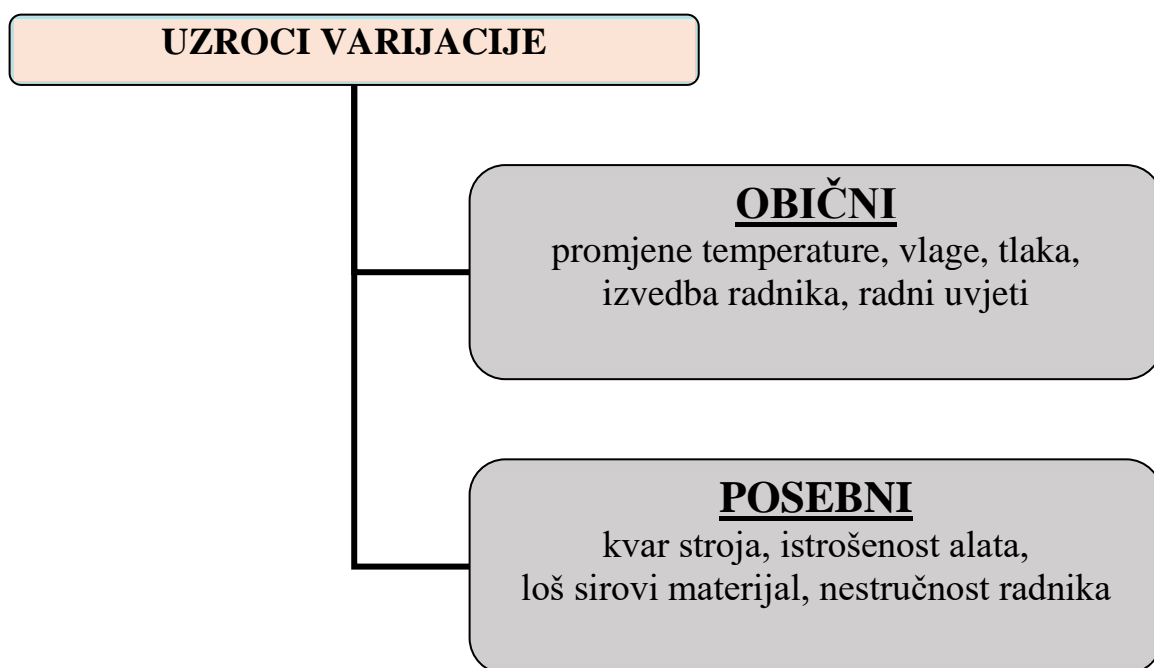 UZROCI VARIJACIJE
OBIČNI
promjene temperature, vlage, tlaka,
izvedba radnika, radni uvjeti
POSEBNI
kvar stroja, istrošenost alata,
loš sirovi materijal, nestručnost radnika